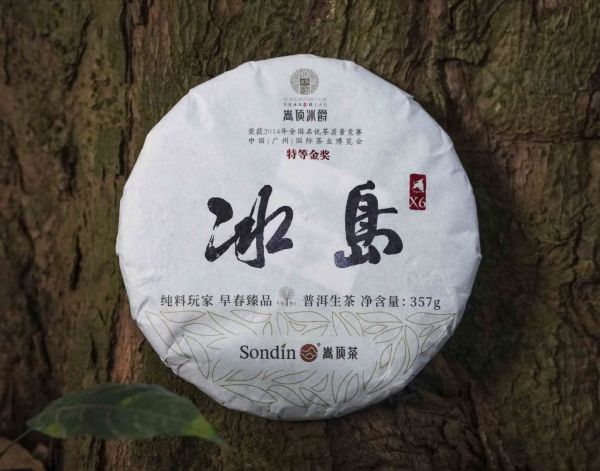 嵩顶冰爵
荣获2014年全国名优茶质量竞赛
中国(广州)国际茶业博览会
特等金奖
冰岛
X6
纯料玩家 早春臻品 普洱生茶 净含量: 357g
Sondin 嵩顶茶